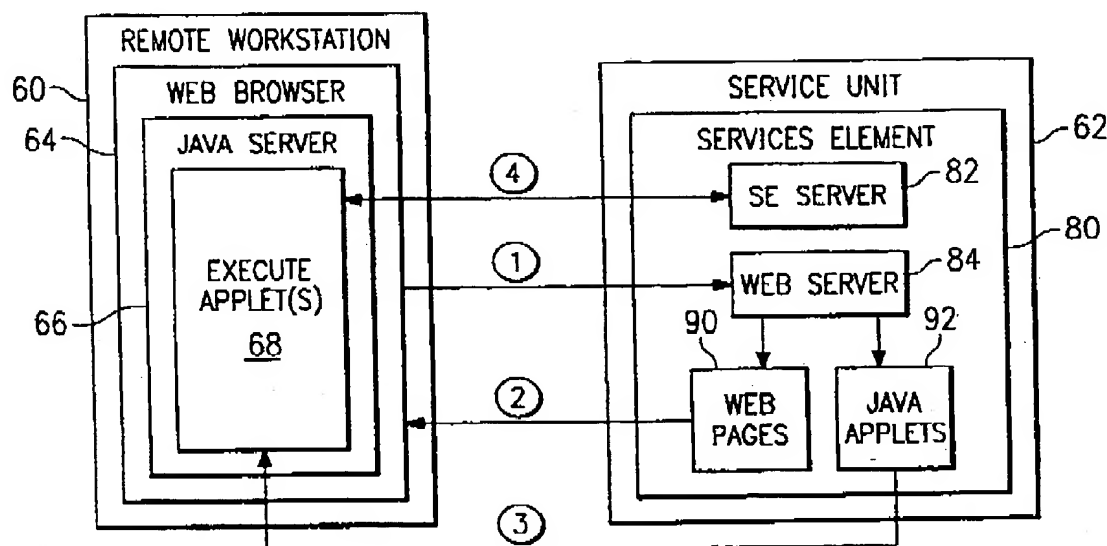 REMOTE WORKSTATION
60
WEB BROWSER
64
JAVA SERVER
EXECUTE
APPLET(S)
68
66
4
1
2
3
SERVICE UNIT
62
SERVICES ELEMENT
SE SERVER
82
80
WEB SERVER
84
90
92
WEB
PAGES
JAVA
APPLETS